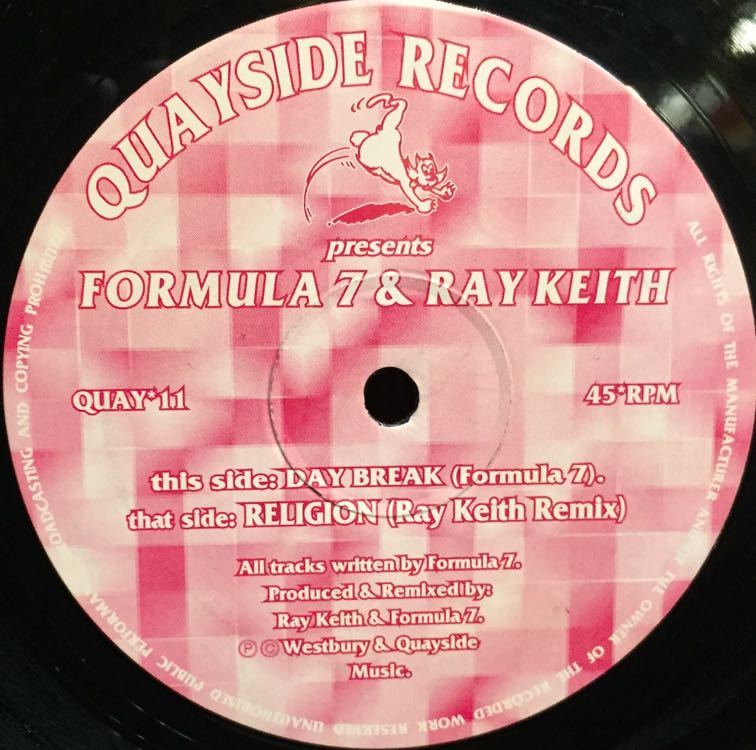 QUAYSIDE RECORDS
presents
FORMULA 7 & RAY KEITH
QUAY*11
45*RPM
this side: DAY BREAK (Formula 7).
that side: RELIGION (Ray Keith Remix)
All tracks written by Formula 7.
Produced & Remixed by:
Ray Keith & Formula 7.
Ⓟ © Westbury & Quayside
Music.
ALL RIGHTS OF THE MANUFACTURER AND OF THE OWNER OF THE RECORDED WORK RESERVED UNAUTHORISED PUBLIC PERFORMA OADCASTING AND COPYING PROHIBITED